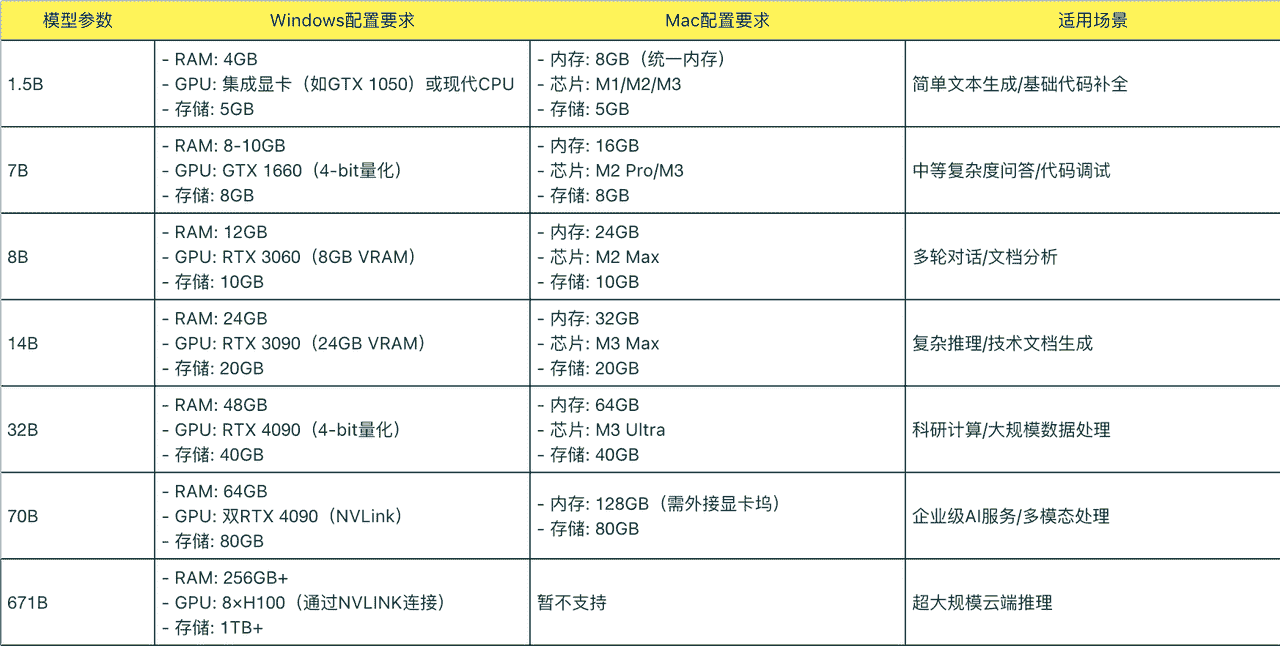 模型参数 Windows配置要求 Mac配置要求 适用场景
1.5B
- RAM: 4GB
- GPU: 集成显卡（如GTX 1050）或现代CPU
- 存储: 5GB
- 内存: 8GB（统一内存）
- 芯片: M1/M2/M3
- 存储: 5GB
简单文本生成/基础代码补全
7B
- RAM: 8-10GB
- GPU: GTX 1660（4-bit量化）
- 存储: 8GB
- 内存: 16GB
- 芯片: M2 Pro/M3
- 存储: 8GB
中等复杂度问答/代码调试
8B
- RAM: 12GB
- GPU: RTX 3060（8GB VRAM）
- 存储: 10GB
- 内存: 24GB
- 芯片: M2 Max
- 存储: 10GB
多轮对话/文档分析
14B
- RAM: 24GB
- GPU: RTX 3090（24GB VRAM）
- 存储: 20GB
- 内存: 32GB
- 芯片: M3 Max
- 存储: 20GB
复杂推理/技术文档生成
32B
- RAM: 48GB
- GPU: RTX 4090（4-bit量化）
- 存储: 40GB
- 内存: 64GB
- 芯片: M3 Ultra
- 存储: 40GB
科研计算/大规模数据处理
70B
- RAM: 64GB
- GPU: 双RTX 4090（NVLink）
- 存储: 80GB
- 内存: 128GB（需外接显卡坞）
- 存储: 80GB
企业级AI服务/多模态处理
671B
- RAM: 256GB+
- GPU: 8×H100（通过NVLINK连接）
- 存储: 1TB+
暂不支持
超大规模云端推理